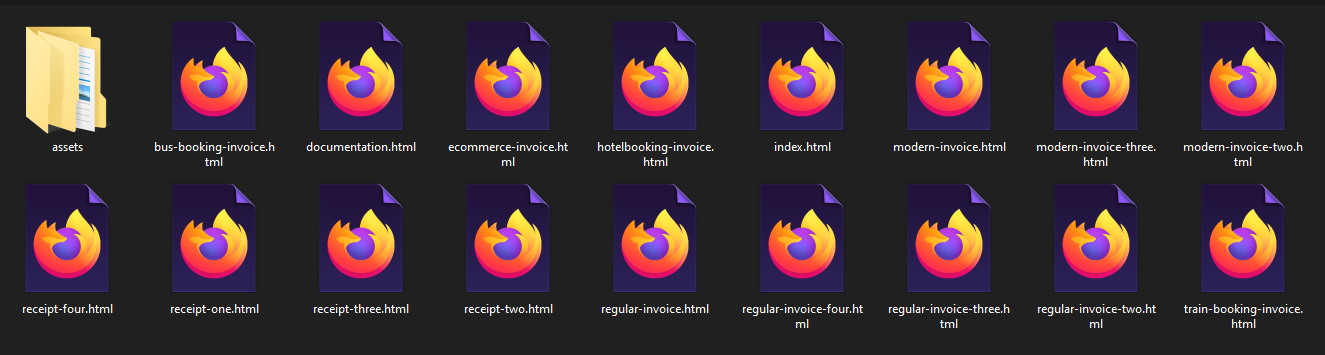 assets
bus-booking-invoice.h
tml
documentation.html
ecommerce-invoice.ht
ml
hotelbooking-invoice.
html
index.html
modern-invoice.html
modern-invoice-three.
html
modern-invoice-two.h
tml
receipt-four.html
receipt-one.html
receipt-three.html
receipt-two.html
regular-invoice.html
regular-invoice-four.ht
ml
regular-invoice-three.h
tml
regular-invoice-two.ht
ml
train-booking-invoice.
html